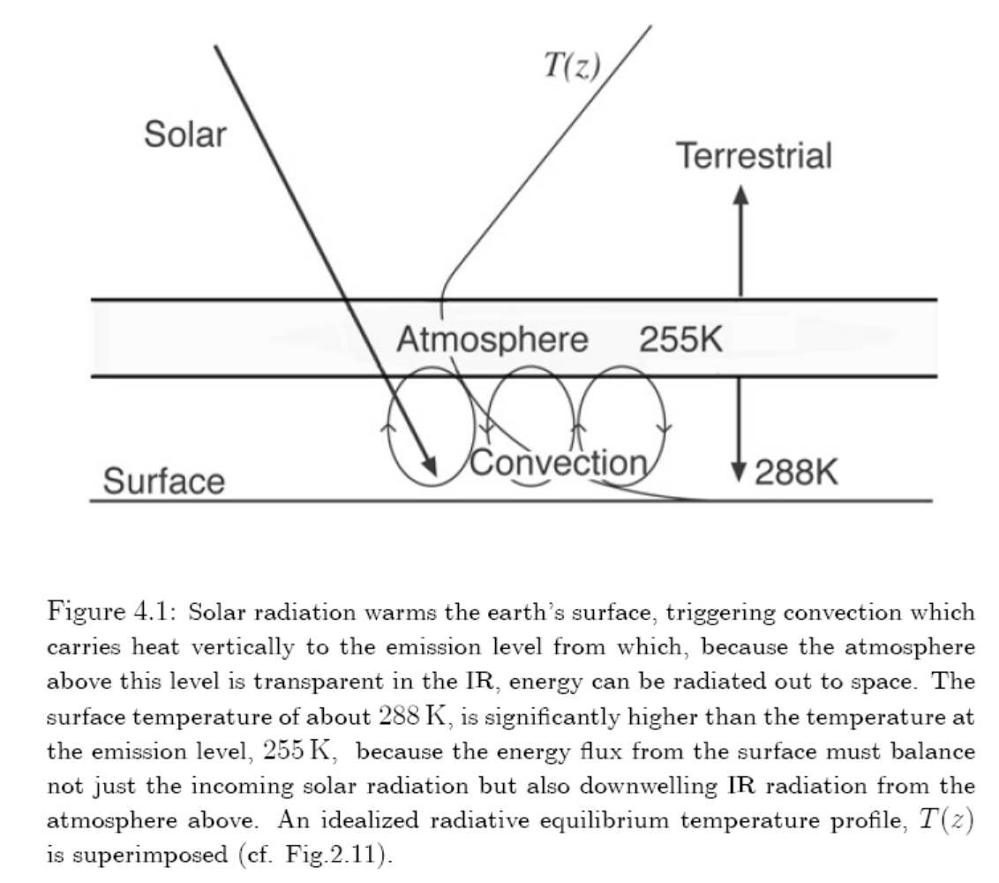 T(z)
Solar
Terrestrial
Atmosphere 255K
Convection
288K
Surface
Figure 4.1: Solar radiation warms the earth's surface, triggering convection which
carries heat vertically to the emission level from which, because the atmosphere
above this level is transparent in the IR, energy can be radiated out to space. The
surface temperature of about 288 K, is significantly higher than the temperature at
the emission level, 255 K, because the energy flux from the surface must balance
not just the incoming solar radiation but also downwelling IR radiation from the
atmosphere above. An idealized radiative equilibrium temperature profile, T(z)
is superimposed (cf. Fig.2.11).